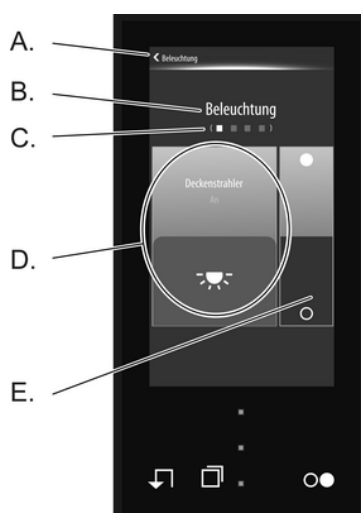 A.
Beleuchtung
B.
Beleuchtung
C.
Deckenstrahler
An
D.
E.